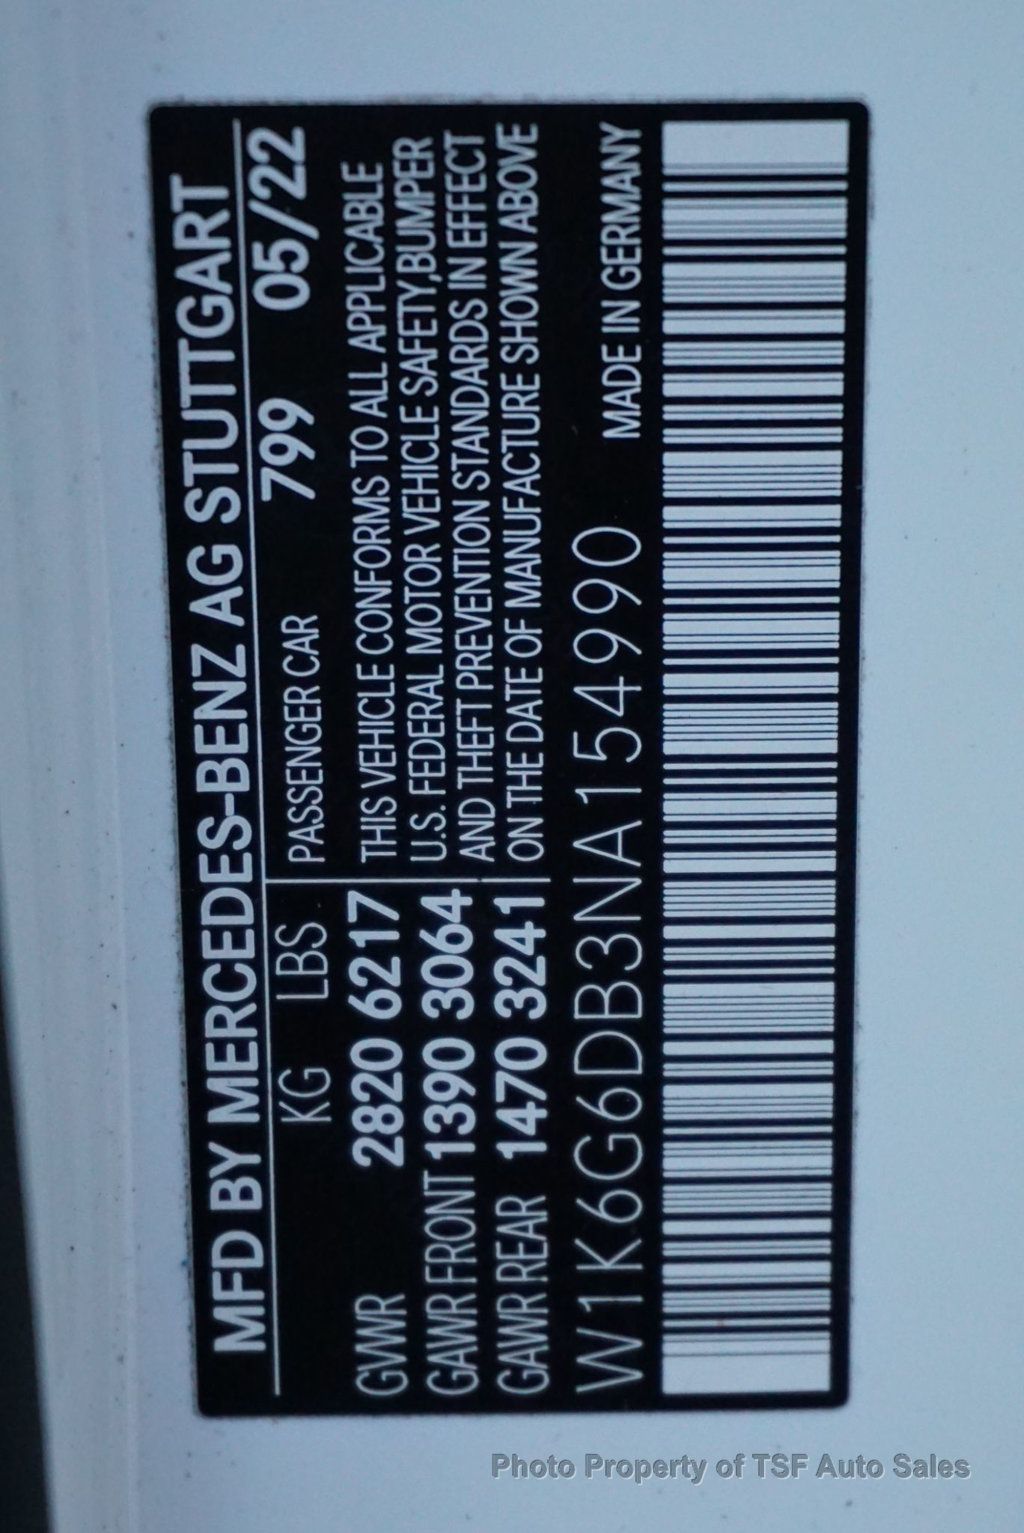 MFD BY MERCEDES-BENZ AG STUTTGART
KG LBS PASSENGER CAR 799 05/22
GWR 2820 6217 THIS VEHICLE CONFORMS TO ALL APPLICABLE
GAWR FRONT 1390 3064 U.S. FEDERAL MOTOR VEHICLE SAFETY,BUMPER
AND THEFT PREVENTION STANDARDS IN EFFECT
GAWR REAR 1470 3241 ON THE DATE OF MANUFACTURE SHOWN ABOVE
W1K6G6DB3NA154990 MADE IN GERMANY
Photo Property of TSF Auto Sales